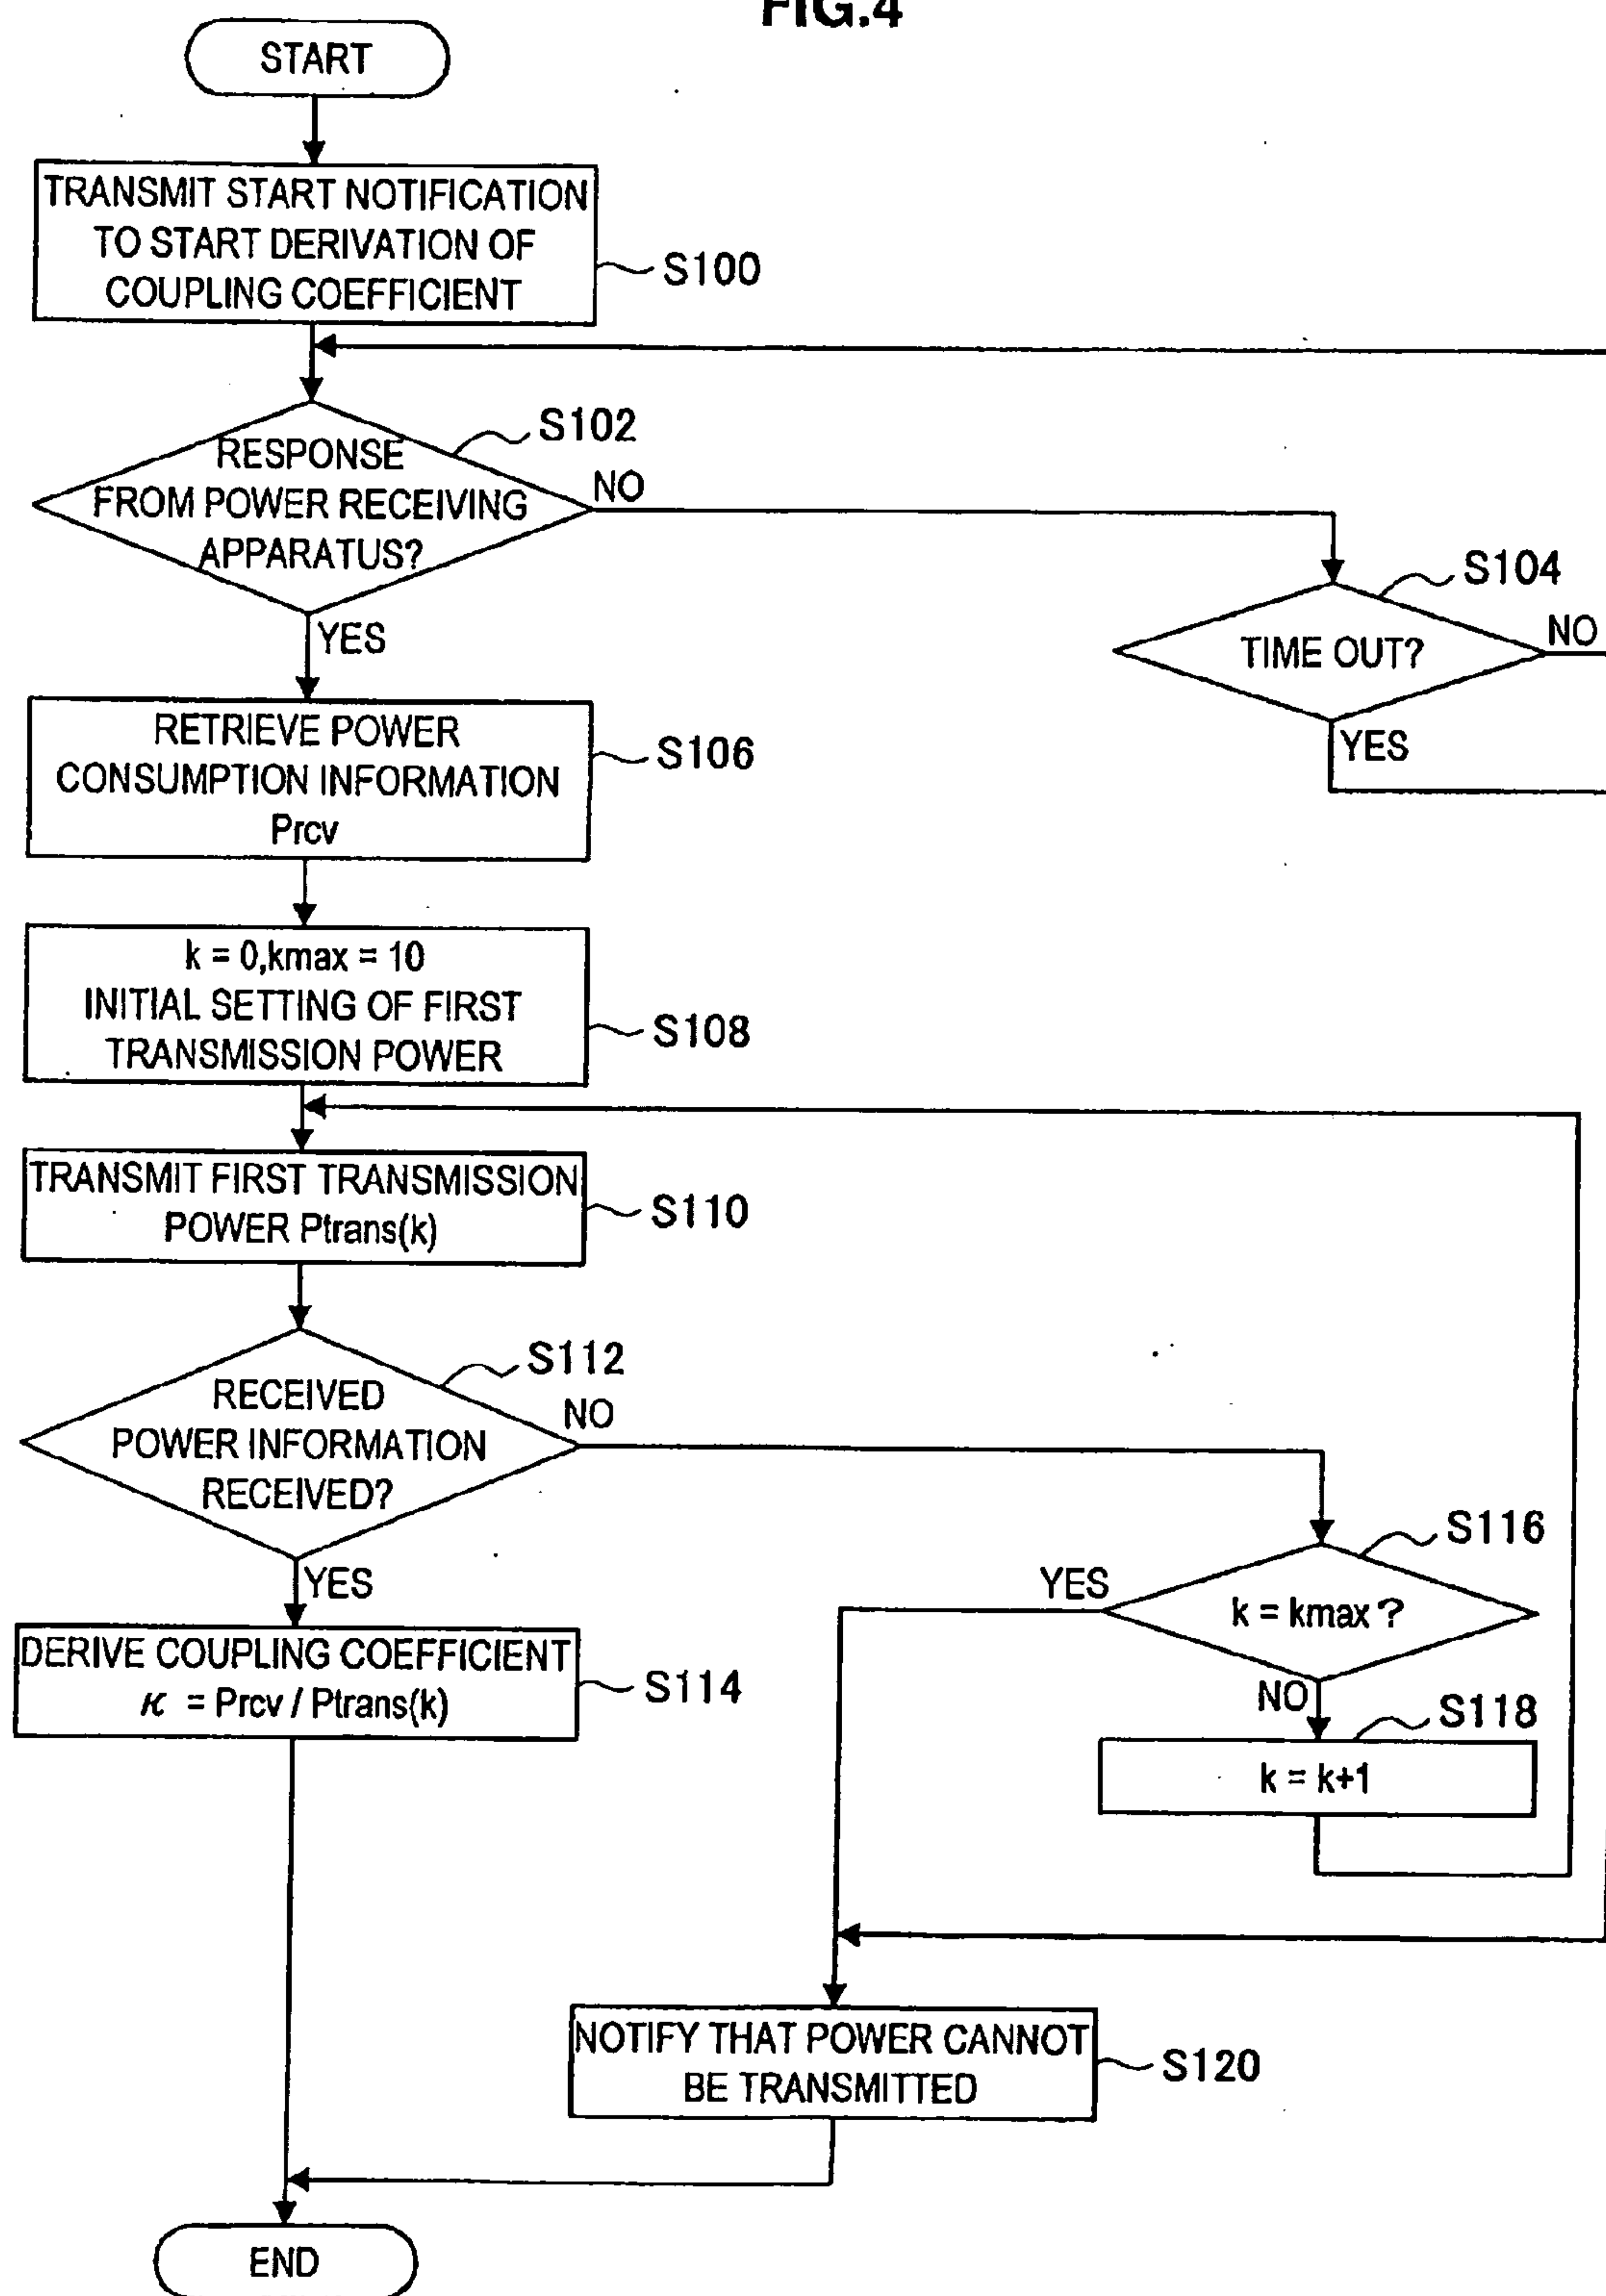 FIG.4
START
TRANSMIT START NOTIFICATION
TO START DERIVATION OF
COUPLING COEFFICIENT
S100
S102
RESPONSE
FROM POWER RECEIVING
APPARATUS?
NO
YES
S104
TIME OUT?
NO
YES
RETRIEVE POWER
CONSUMPTION INFORMATION
Prcv
S106
k = 0,kmax = 10
INITIAL SETTING OF FIRST
TRANSMISSION POWER
S108
TRANSMIT FIRST TRANSMISSION
POWER Ptrans(k)
S110
S112
RECEIVED
POWER INFORMATION
RECEIVED?
NO
YES
S116
k = kmax ?
YES
NO
DERIVE COUPLING COEFFICIENT
κ = Prcv / Ptrans(k)
S114
S118
k = k+1
NOTIFY THAT POWER CANNOT
BE TRANSMITTED
S120
END